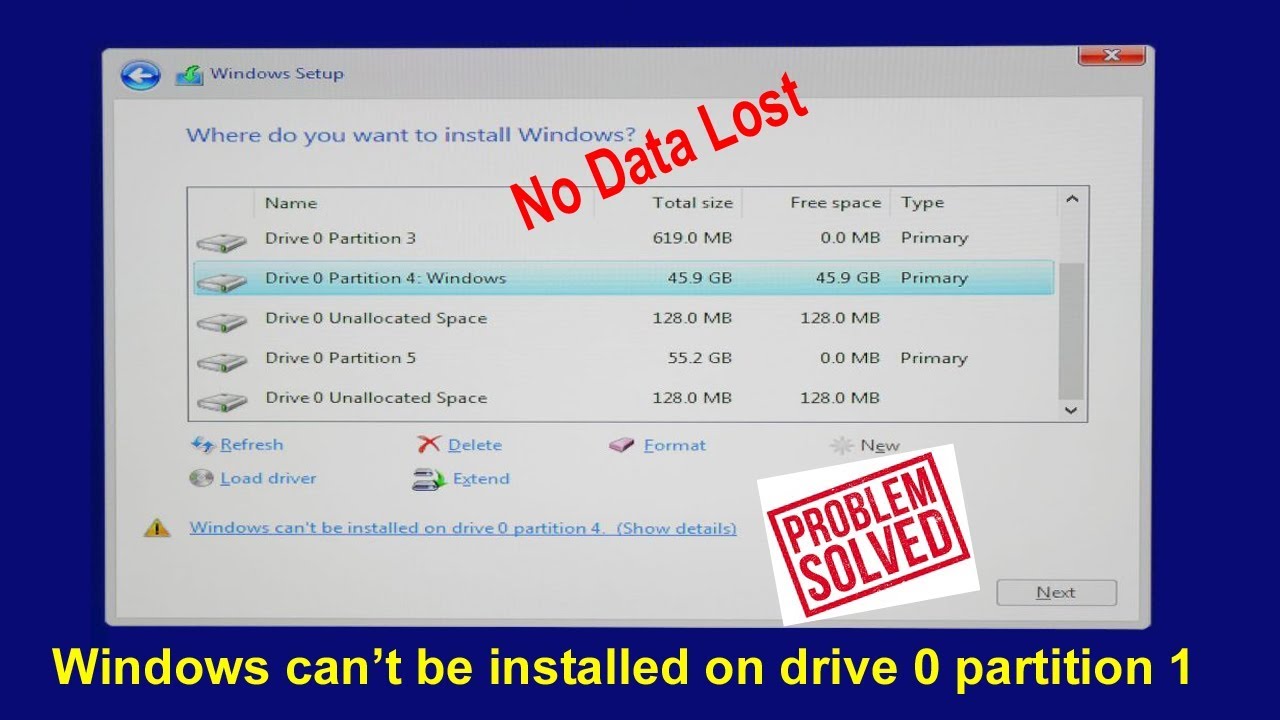 Windows Setup
No Data Lost
Where do you want to install Windows?
Name Total size Free space Type
Drive 0 Partition 3 619.0 MB 0.0 MB Primary
Drive 0 Partition 4: Windows 45.9 GB 45.9 GB Primary
Drive 0 Unallocated Space 128.0 MB 128.0 MB
Drive 0 Partition 5 55.2 GB 0.0 MB Primary
Drive 0 Unallocated Space 128.0 MB 128.0 MB
Refresh Delete Format New
Load driver Extend
Windows can't be installed on drive 0 partition 4. (Show details)
PROBLEM
SOLVED
Next
Windows can’t be installed on drive 0 partition 1